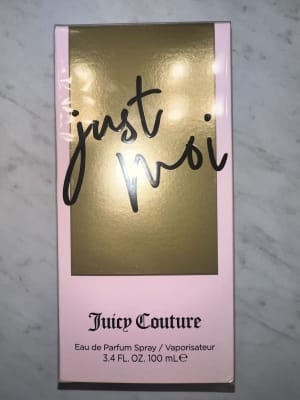 just
moi
Juicy Couture
Eau de Parfum Spray / Vaporisateur
3.4 FL. OZ. 100 mL℮